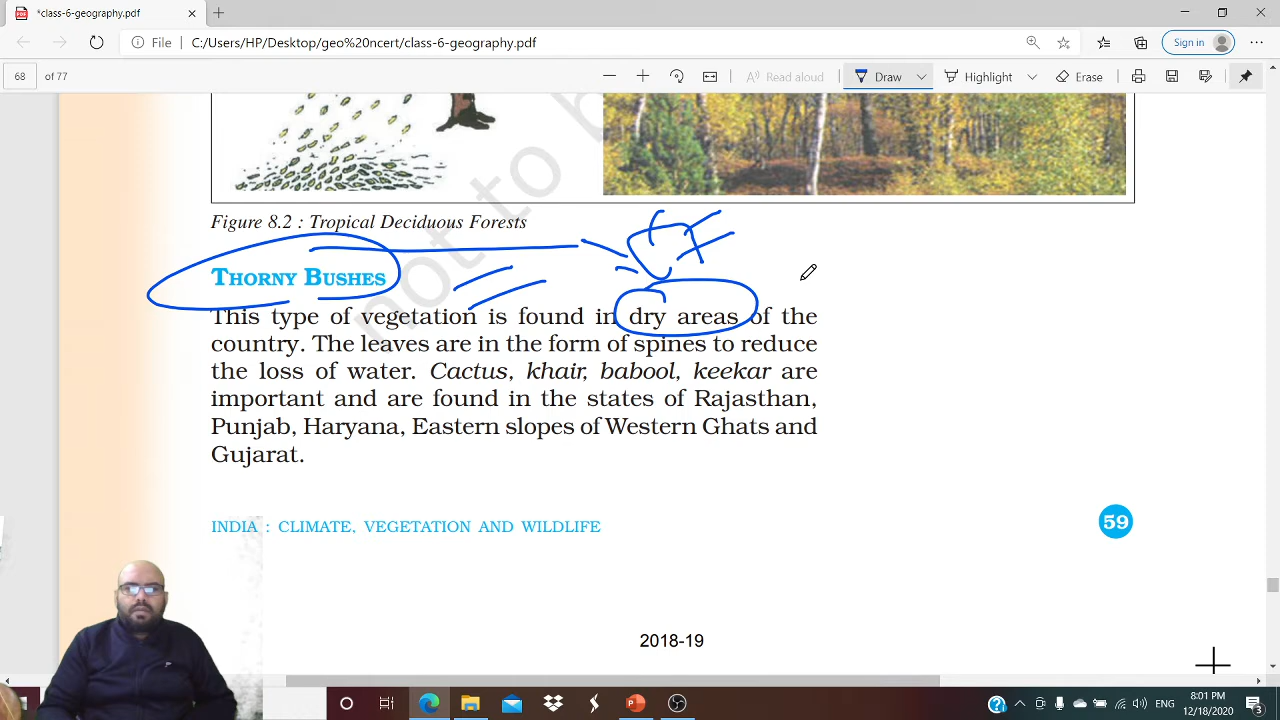 *class-6-geography.pdf
File C:/Users/HP/Desktop/geo%20ncert/class-6-geography.pdf Sign in
68 of 77 Read aloud Draw Highlight Erase
not to b
Figure 8.2 : Tropical Deciduous Forests
THORNY BUSHES
This type of vegetation is found in dry areas of the
country. The leaves are in the form of spines to reduce
the loss of water. Cactus, khair, babool, keekar are
important and are found in the states of Rajasthan,
Punjab, Haryana, Eastern slopes of Western Ghats and
Gujarat.
INDIA : CLIMATE, VEGETATION AND WILDLIFE 59
2018-19
ENG
8:01 PM
12/18/2020